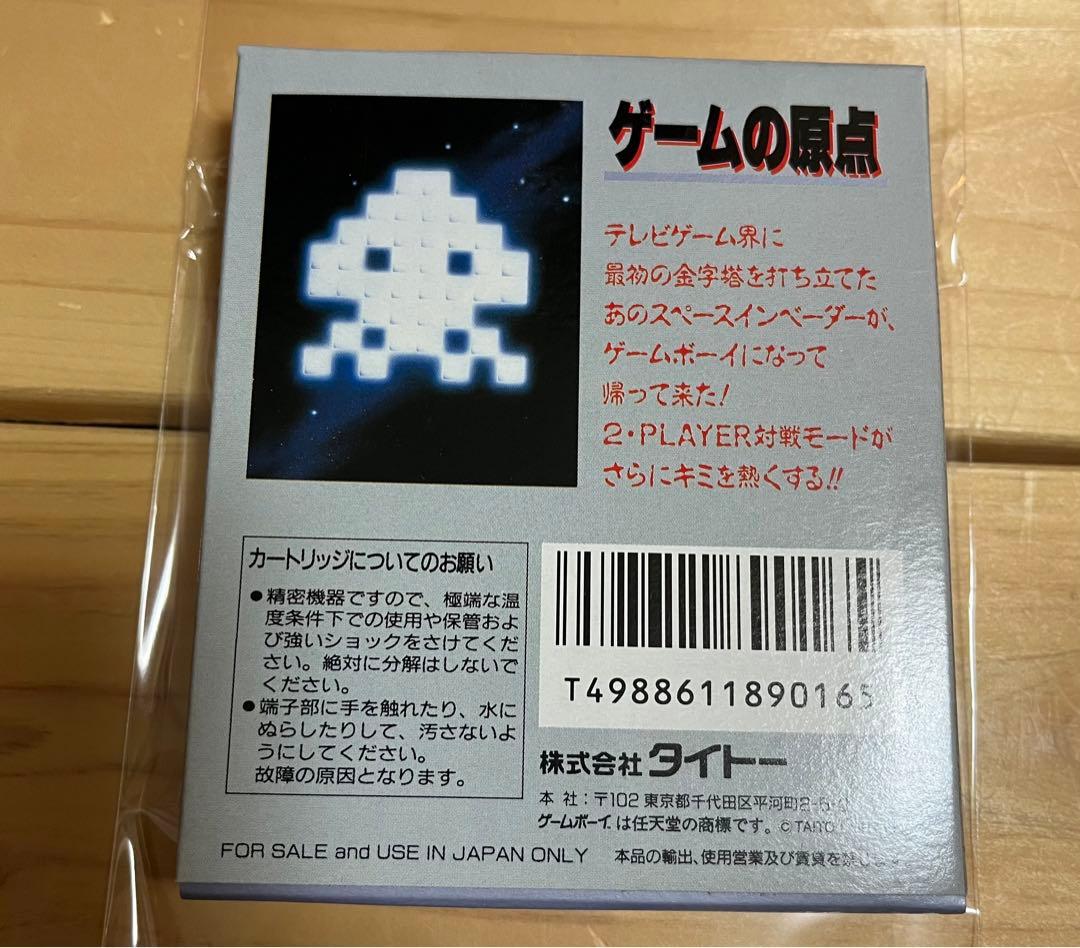 ゲームの原点
テレビゲーム界に
最初の金字塔を打ち立てた
あのスペースインベーダーが、
ゲームボーイになって
帰って来た!
2・PLAYER対戦モードが
さらにキミを熱くする!!
カートリッジについてのお願い
●精密機器ですので、極端な温
度条件下での使用や保管およ
び強いショックをさけてくだ
さい。絶対に分解はしないで
ください。
●端子部に手を触れたり、水に
ぬらしたりして、汚さないよ
うにしてください。
故障の原因となります。
T4988611890165
株式会社タイトー
本 社:〒102 東京都千代田区平河町
ゲームボーイ は任天堂の商標です。 © TAITO
FOR SALE and USE IN JAPAN ONLY
本品の輸出、使用営業及び賃貸を禁じ